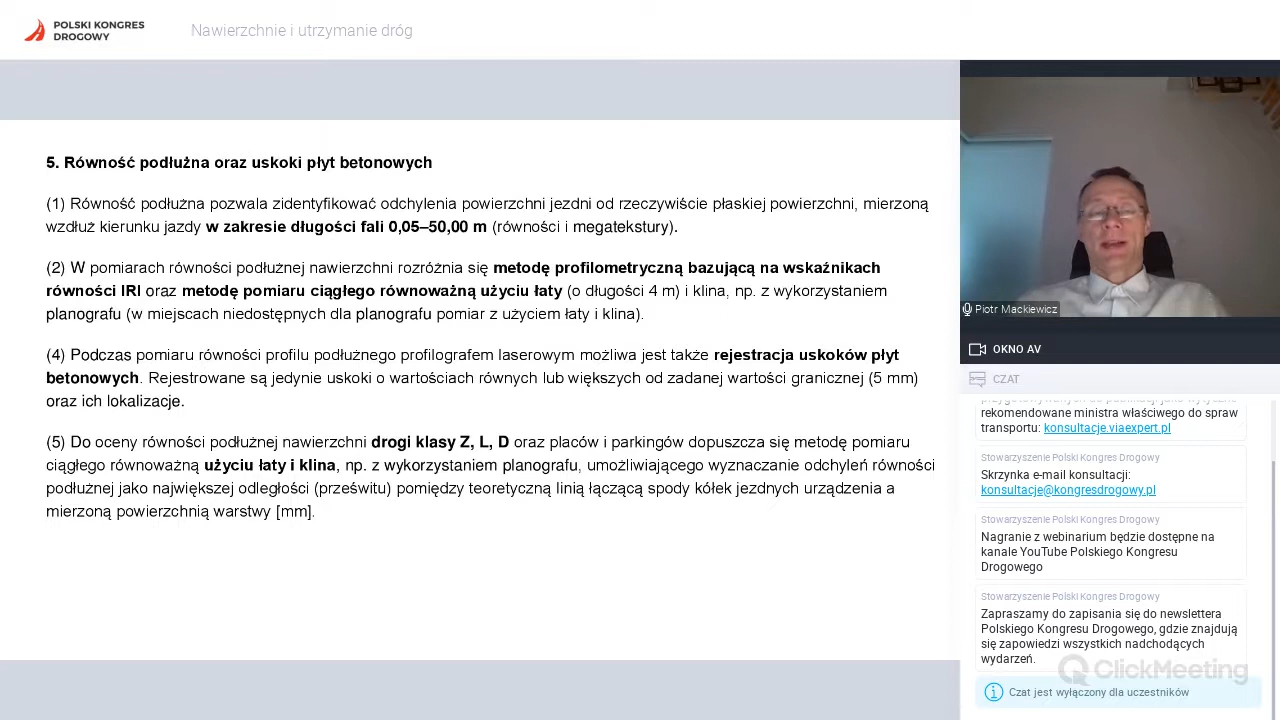 POLSKI KONGRES
DROGOWY
Nawierzchnie i utrzymanie dróg
5. Równość podłużna oraz uskoki płyt betonowych
(1) Równość podłużna pozwala zidentyfikować odchylenia powierzchni jezdni od rzeczywiście płaskiej powierzchni, mierzoną
wzdłuż kierunku jazdy w zakresie długości fali 0,05–50,00 m (równości i megatekstury).
(2) W pomiarach równości podłużnej nawierzchni rozróżnia się metodę profilometryczną bazującą na wskaźnikach
równości IRI oraz metodę pomiaru ciągłego równoważną użyciu łaty (o długości 4 m) i klina, np. z wykorzystaniem
planografu (w miejscach niedostępnych dla planografu pomiar z użyciem łaty i klina).
(4) Podczas pomiaru równości profilu podłużnego profilografem laserowym możliwa jest także rejestracja uskoków płyt
betonowych. Rejestrowane są jedynie uskoki o wartościach równych lub większych od zadanej wartości granicznej (5 mm)
oraz ich lokalizacje.
(5) Do oceny równości podłużnej nawierzchni drogi klasy Z, L, D oraz placów i parkingów dopuszcza się metodę pomiaru
ciągłego równoważną użyciu łaty i klina, np. z wykorzystaniem planografu, umożliwiającego wyznaczanie odchyleń równości
podłużnej jako największej odległości (prześwitu) pomiędzy teoretyczną linią łączącą spody kółek jezdnych urządzenia a
mierzoną powierzchnią warstwy [mm].
Piotr Mackiewicz
OKNO AV
CZAT
rekomendowane ministra właściwego do spraw
transportu: konsultacje.viaexpert.pl
Stowarzyszenie Polski Kongres Drogowy
Skrzynka e-mail konsultacji:
konsultacje@kongresdrogowy.pl
Stowarzyszenie Polski Kongres Drogowy
Nagranie z webinarium będzie dostępne na
kanale YouTube Polskiego Kongresu
Drogowego
Stowarzyszenie Polski Kongres Drogowy
Zapraszamy do zapisania się do newslettera
Polskiego Kongresu Drogowego, gdzie znajdują
się zapowiedzi wszystkich nadchodzących
wydarzeń.
ClickMeeting
Czat jest wyłączony dla uczestników